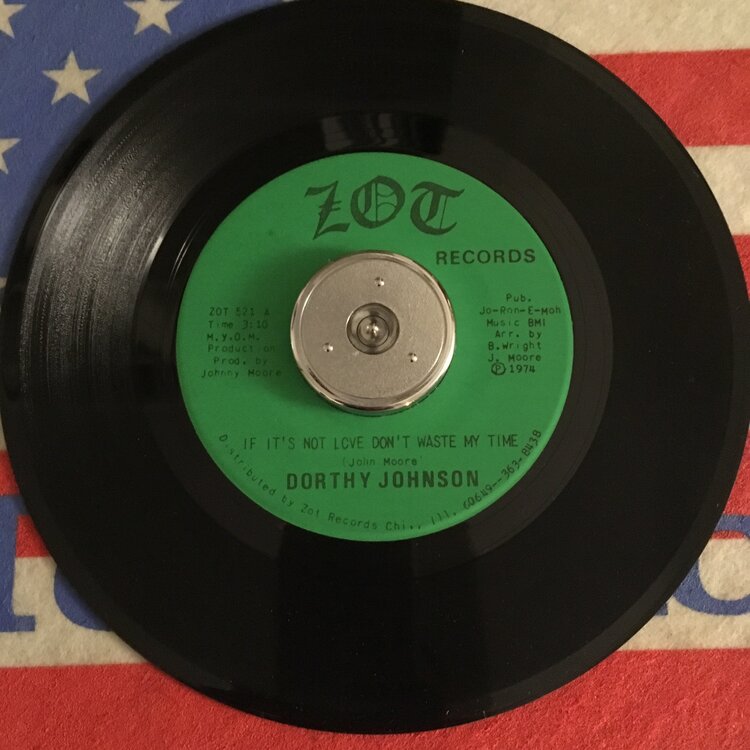 ZOT
RECORDS
ZOT 521 A
Time 3:10
M.y.O.M.
Production
Prod. by
Johnny Moore
Pub.
Jo-Ron-E-Moh
Music BMI
Arr. by
B. Wright
J. Moore
Ⓟ 1974
IF IT'S NOT LOVE DON'T WASTE MY TIME
(John Moore)
DORTHY JOHNSON
Distributed by Zot Records Chi., Ill. 60649--363-8438